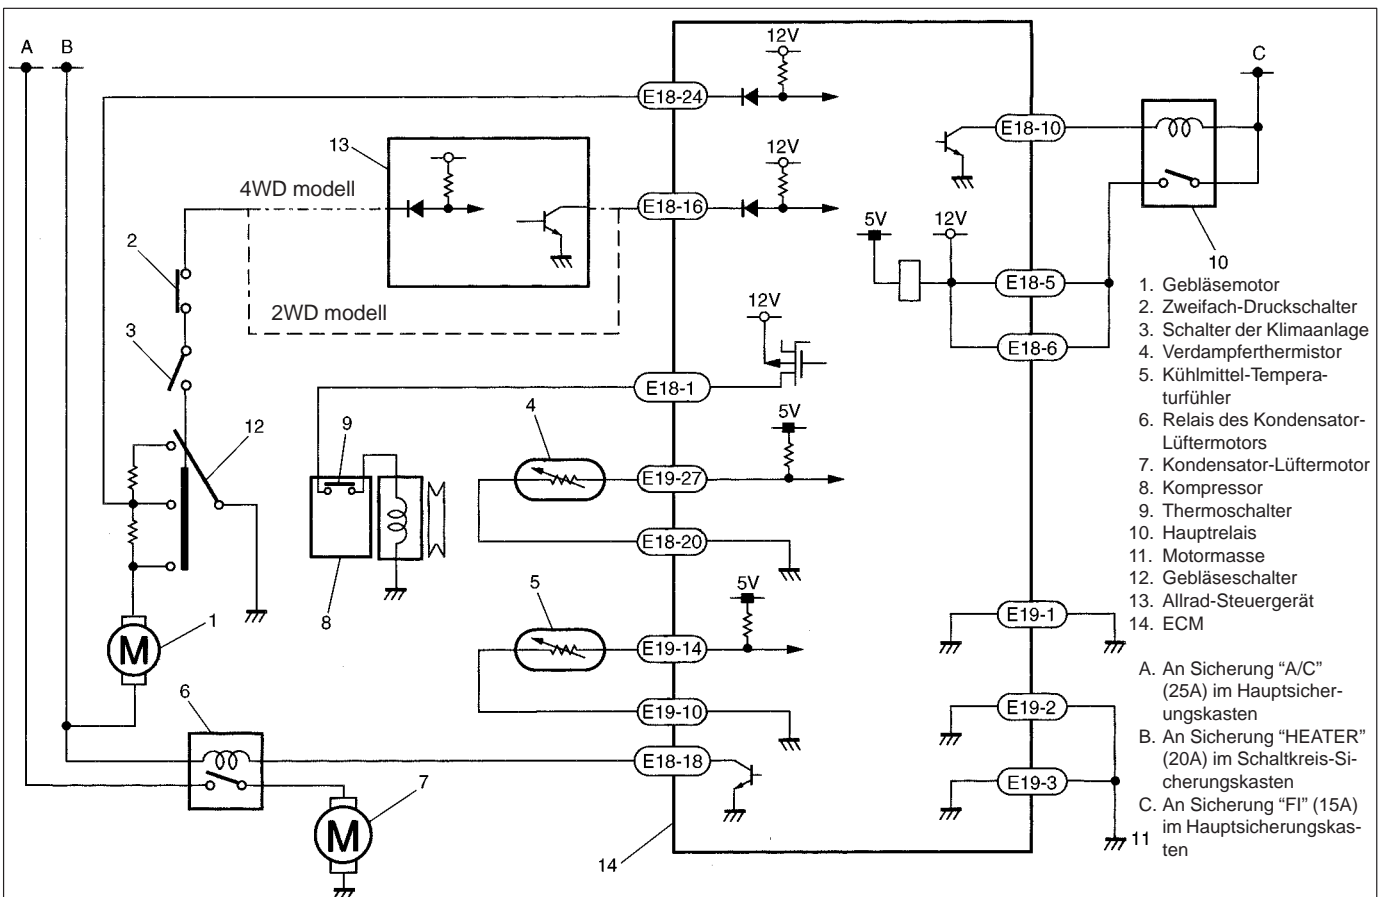 A
B
12V
C
E18-24
E18-10
13
12V
4WD modell
E18-16
5V
12V
2
10
E18-5
2WD modell
12V
3
E18-6
E18-1
4
5V
12
9
E19-27
E18-20
5
5V
1
8
E19-1
E19-14
6
E19-10
E19-2
E18-18
7
E19-3
M
M
14
11
1. Gebläsemotor
2. Zweifach-Druckschalter
3. Schalter der Klimaanlage
4. Verdampferthermistor
5. Kühlmittel-Tempera-
turfühler
6. Relais des Kondensator-
Lüftermotors
7. Kondensator-Lüftermotor
8. Kompressor
9. Thermoschalter
10. Hauptrelais
11. Motormasse
12. Gebläseschalter
13. Allrad-Steuergerät
14. ECM
A. An Sicherung “A/C”
(25A) im Hauptsicher-
ungskasten
B. An Sicherung “HEATER”
(20A) im Schaltkreis-Si-
cherungskasten
C. An Sicherung “FI” (15A)
im Hauptsicherungskas-
ten